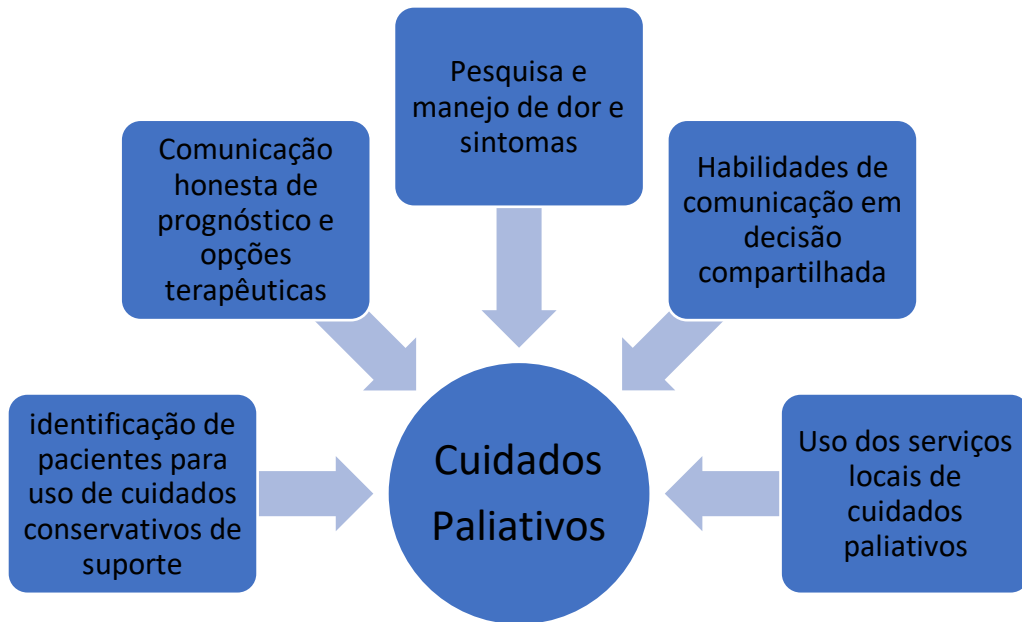 Pesquisa e
manejo de dor e
sintomas
Comunicação
honesta de
prognóstico e
opções
terapêuticas
Habilidades de
comunicação em
decisão
compartilhada
identificação de
pacientes para
uso de cuidados
conservativos de
suporte
Cuidados
Paliativos
Uso dos serviços
locais de
cuidados
paliativos